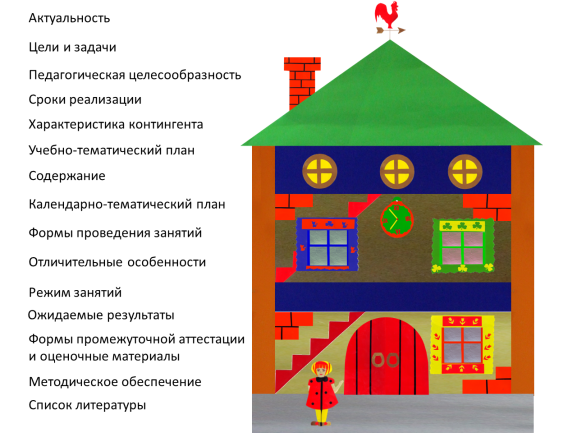 Актуальность
Цели и задачи
Педагогическая целесообразность
Сроки реализации
Характеристика контингента
Учебно-тематический план
Содержание
Календарно-тематический план
Формы проведения занятий
Отличительные особенности
Режим занятий
Ожидаемые результаты
Формы промежуточной аттестации
и оценочные материалы
Методическое обеспечение
Список литературы